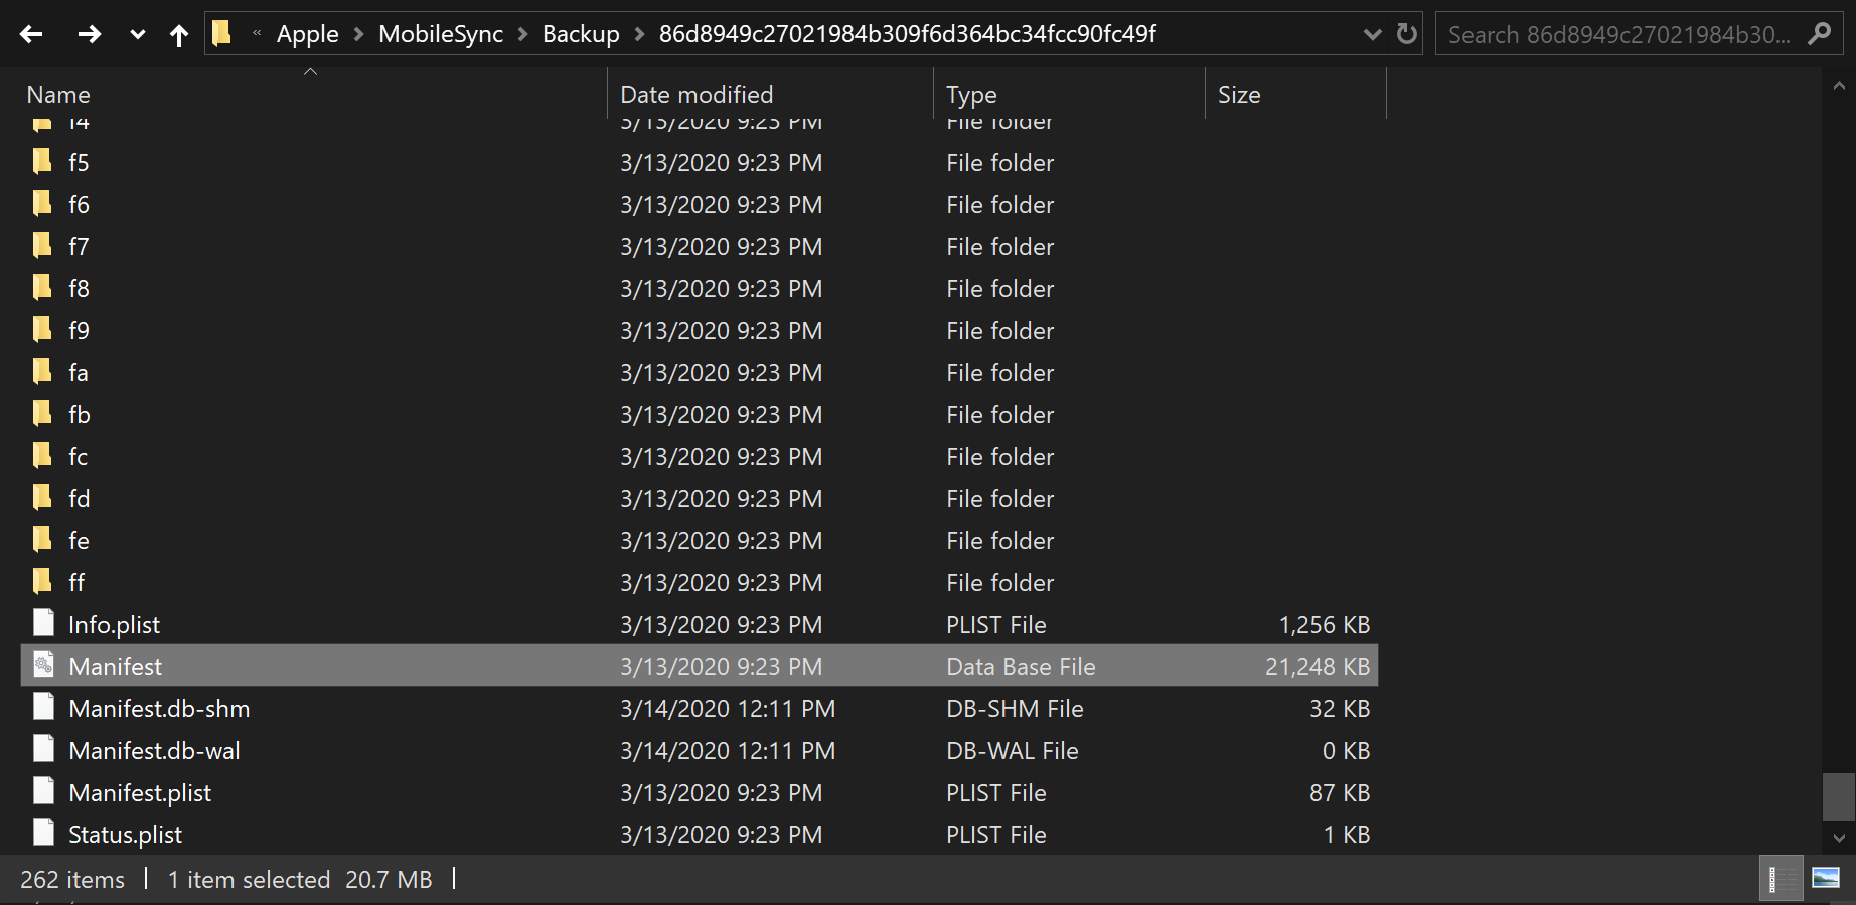 « Apple > MobileSync > Backup > 86d8949c27021984b309f6d364bc34fcc90fc49f Search 86d8949c27021984b30...
Name Date modified Type Size
f4 3/13/2020 9:23 PM File folder
f5 3/13/2020 9:23 PM File folder
f6 3/13/2020 9:23 PM File folder
f7 3/13/2020 9:23 PM File folder
f8 3/13/2020 9:23 PM File folder
f9 3/13/2020 9:23 PM File folder
fa 3/13/2020 9:23 PM File folder
fb 3/13/2020 9:23 PM File folder
fc 3/13/2020 9:23 PM File folder
fd 3/13/2020 9:23 PM File folder
fe 3/13/2020 9:23 PM File folder
ff 3/13/2020 9:23 PM File folder
Info.plist 3/13/2020 9:23 PM PLIST File 1,256 KB
Manifest 3/13/2020 9:23 PM Data Base File 21,248 KB
Manifest.db-shm 3/14/2020 12:11 PM DB-SHM File 32 KB
Manifest.db-wal 3/14/2020 12:11 PM DB-WAL File 0 KB
Manifest.plist 3/13/2020 9:23 PM PLIST File 87 KB
Status.plist 3/13/2020 9:23 PM PLIST File 1 KB
262 items | 1 item selected 20.7 MB |